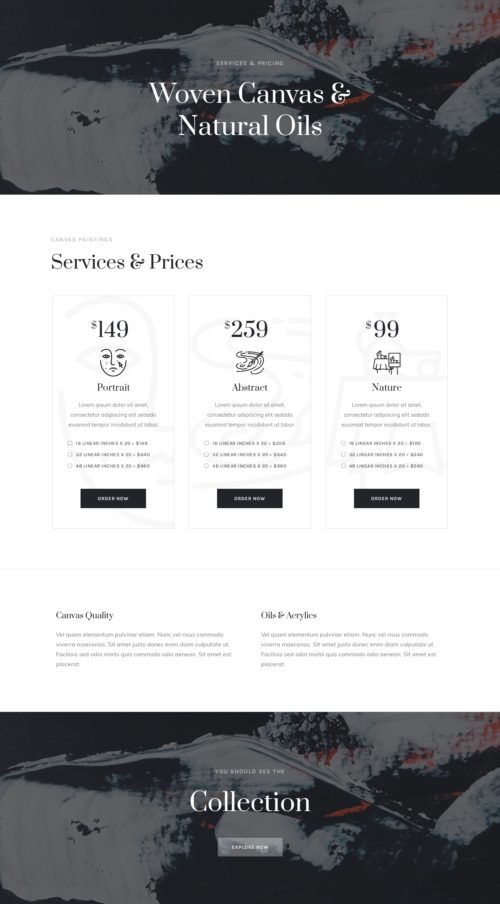 SERVICES & PRICING
Woven Canvas &
Natural Oils
CANVAS PAINTINGS
Services & Prices
$149
Portrait
Lorem ipsum dolor sit amet,
consectetur adipiscing elit sedado
eiusmod tempor incididunt ut labur.
16 LINEAR INCHES X 20 = $149
32 LINEAR INCHES X 20 = $640
48 LINEAR INCHES X 20 = $960
ORDER NOW
$259
Abstract
Lorem ipsum dolor sit amet,
consectetur adipiscing elit sedado
eiusmod tempor incididunt ut labur.
16 LINEAR INCHES X 20 = $259
32 LINEAR INCHES X 20 = $640
48 LINEAR INCHES X 20 = $960
ORDER NOW
$99
Nature
Lorem ipsum dolor sit amet,
consectetur adipiscing elit sedado
eiusmod tempor incididunt ut labur.
16 LINEAR INCHES X 20 = $100
32 LINEAR INCHES X 20 = $240
48 LINEAR INCHES X 20 = $560
ORDER NOW
Canvas Quality
Vel quam elementum pulvinar etiam. Nunc vel risus commodo
viverra maecenas. Sit amet justo donec enim diam vulputate ut.
Facilisis sed odio morbi quis commodo odio aenean. Sit amet est
placerat.
Oils & Acrylics
Vel quam elementum pulvinar etiam. Nunc vel risus commodo
viverra maecenas. Sit amet justo donec enim diam vulputate ut.
Facilisis sed odio morbi quis commodo odio aenean. Sit amet est
placerat.
YOU SHOULD SEE THE
Collection
EXPLORE NOW